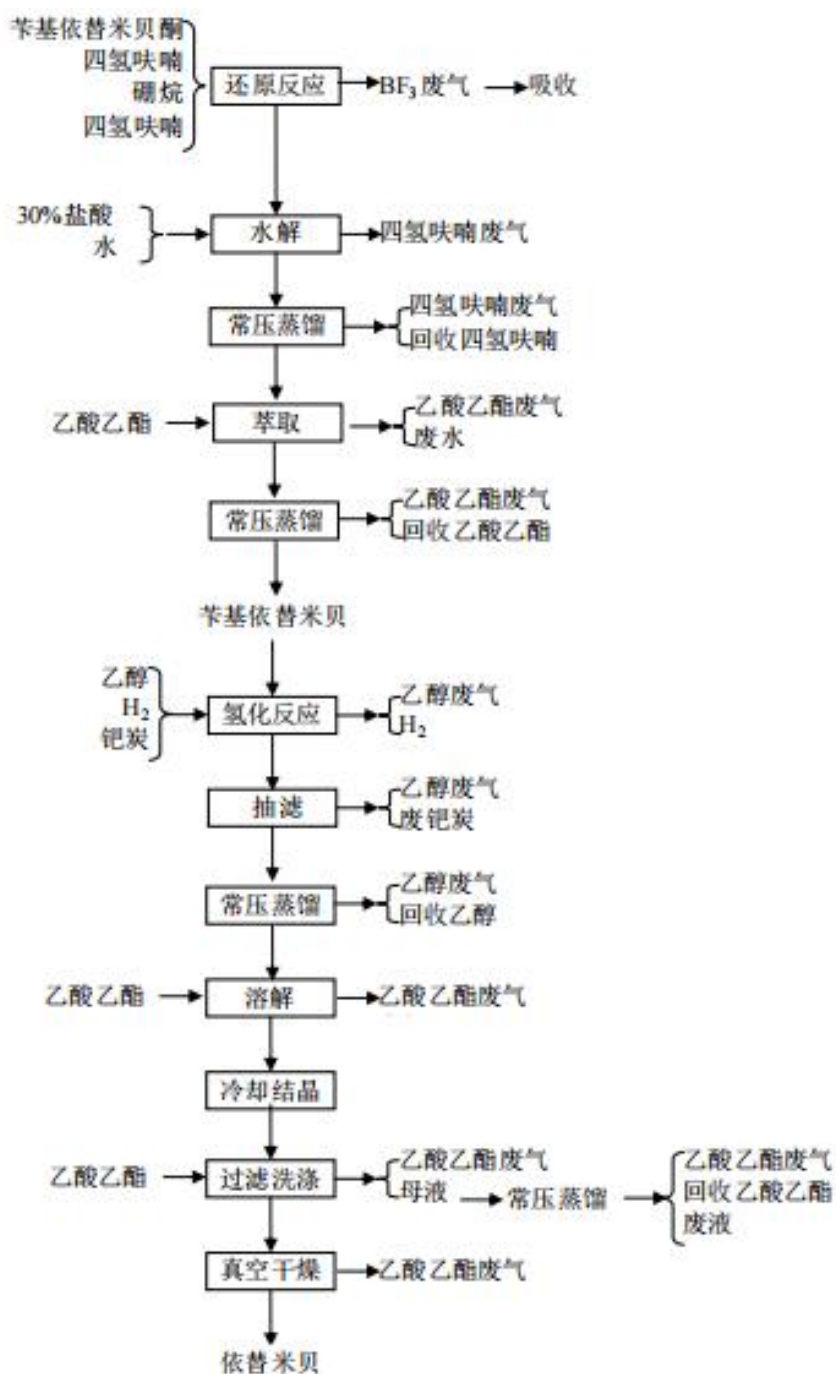 苄基依替米贝酮
四氢呋喃
硼烷
四氢呋喃
还原反应
BF₃废气
吸收
30%盐酸
水
水解
四氢呋喃废气
常压蒸馏
四氢呋喃废气
回收四氢呋喃
乙酸乙酯
萃取
乙酸乙酯废气
废水
常压蒸馏
乙酸乙酯废气
回收乙酸乙酯
苄基依替米贝
乙醇
H₂
钯炭
氢化反应
乙醇废气
H₂
抽滤
乙醇废气
废钯炭
常压蒸馏
乙醇废气
回收乙醇
乙酸乙酯
溶解
乙酸乙酯废气
冷却结晶
乙酸乙酯
过滤洗涤
乙酸乙酯废气
母液
常压蒸馏
乙酸乙酯废气
回收乙酸乙酯
废液
真空干燥
乙酸乙酯废气
依替米贝